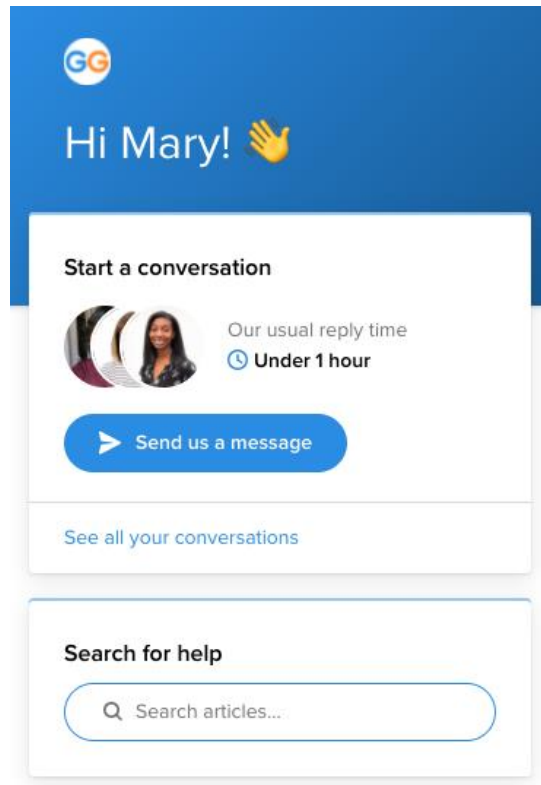 GG
Hi Mary! 👋
Start a conversation
Our usual reply time
Under 1 hour
Send us a message
See all your conversations
Search for help
Search articles...